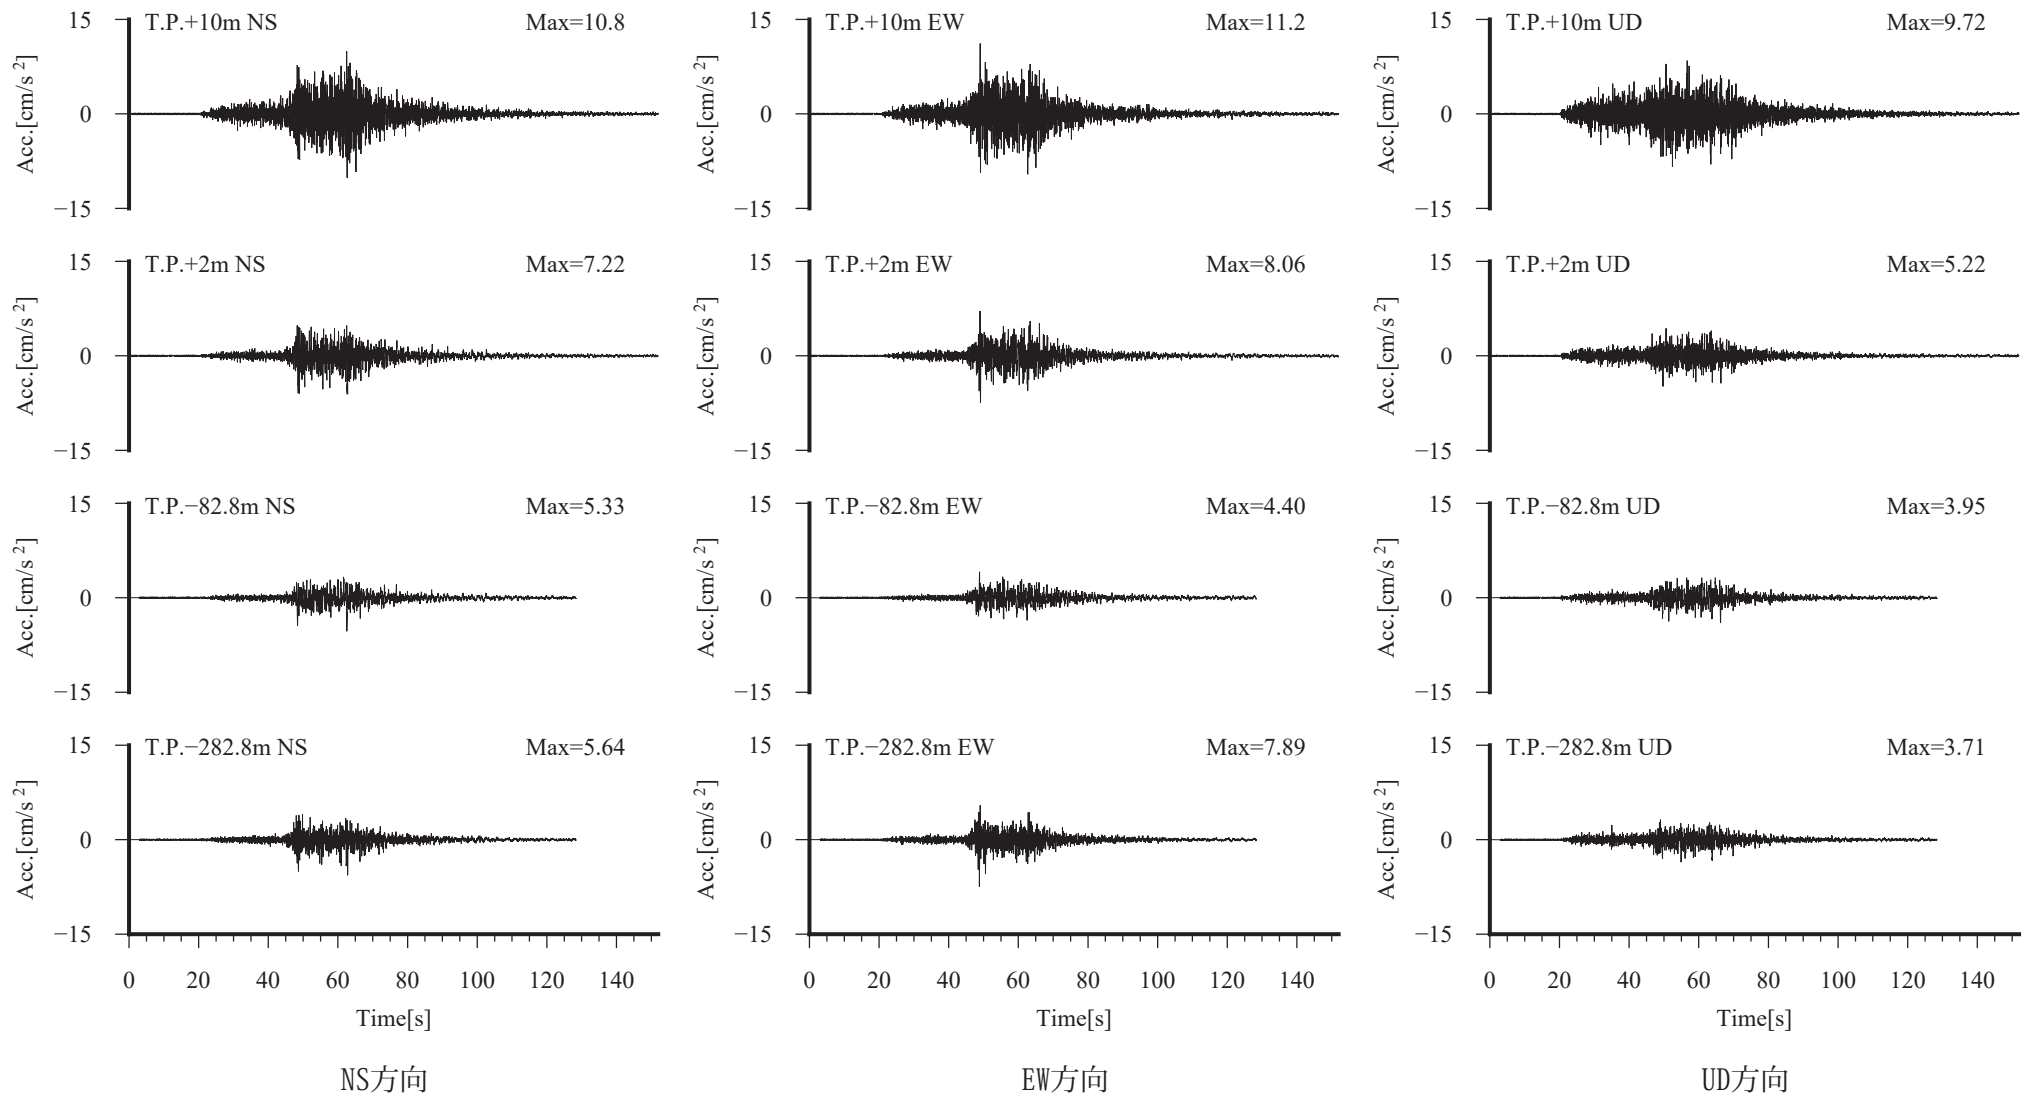 T.P.+10m NS Max=10.8
15
0
−15
Acc.[cm/s 2]
T.P.+10m EW Max=11.2
15
0
−15
Acc.[cm/s 2]
T.P.+10m UD Max=9.72
15
0
−15
Acc.[cm/s 2]
T.P.+2m NS Max=7.22
15
0
−15
Acc.[cm/s 2]
T.P.+2m EW Max=8.06
15
0
−15
Acc.[cm/s 2]
T.P.+2m UD Max=5.22
15
0
−15
Acc.[cm/s 2]
T.P.−82.8m NS Max=5.33
15
0
−15
Acc.[cm/s 2]
T.P.−82.8m EW Max=4.40
15
0
−15
Acc.[cm/s 2]
T.P.−82.8m UD Max=3.95
15
0
−15
Acc.[cm/s 2]
T.P.−282.8m NS Max=5.64
15
0
−15
Acc.[cm/s 2]
T.P.−282.8m EW Max=7.89
15
0
−15
Acc.[cm/s 2]
T.P.−282.8m UD Max=3.71
15
0
−15
Acc.[cm/s 2]
0 20 40 60 80 100 120 140
Time[s]
NS方向
0 20 40 60 80 100 120 140
Time[s]
EW方向
0 20 40 60 80 100 120 140
Time[s]
UD方向